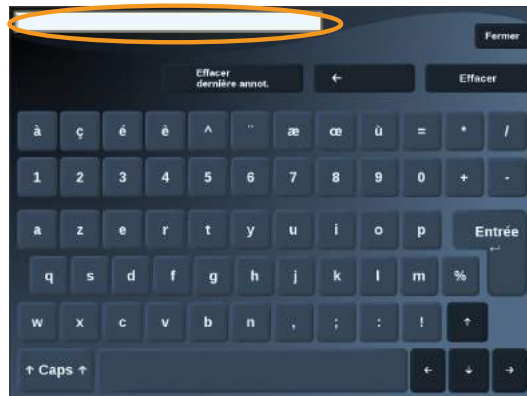 Fermer
Effacer
dernière annot.
←
Effacer
à ç é è ^ ¨ æ œ ù = * /
1 2 3 4 5 6 7 8 9 0 + -
a z e r t y u i o p Entrée ↵
q s d f g h j k l m %
w x c v b n , ; : ! ↑
↑ Caps ↑ ← ↓ →